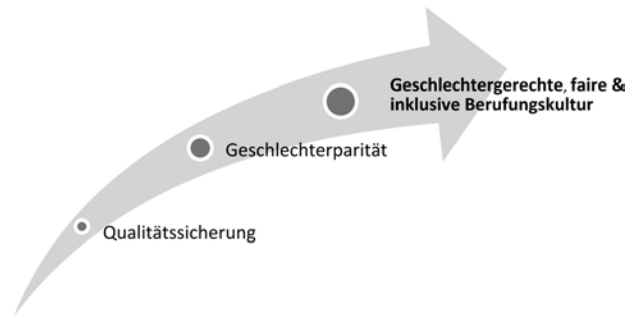 Geschlechtergerechte, faire &
inklusive Berufungskultur
Geschlechterparität
Qualitätssicherung